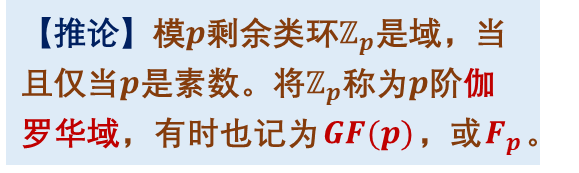 【推论】模p剩余类环ℤₚ是域，当
且仅当p是素数。将ℤₚ称为p阶伽
罗华域，有时也记为GF(p)，或Fₚ。